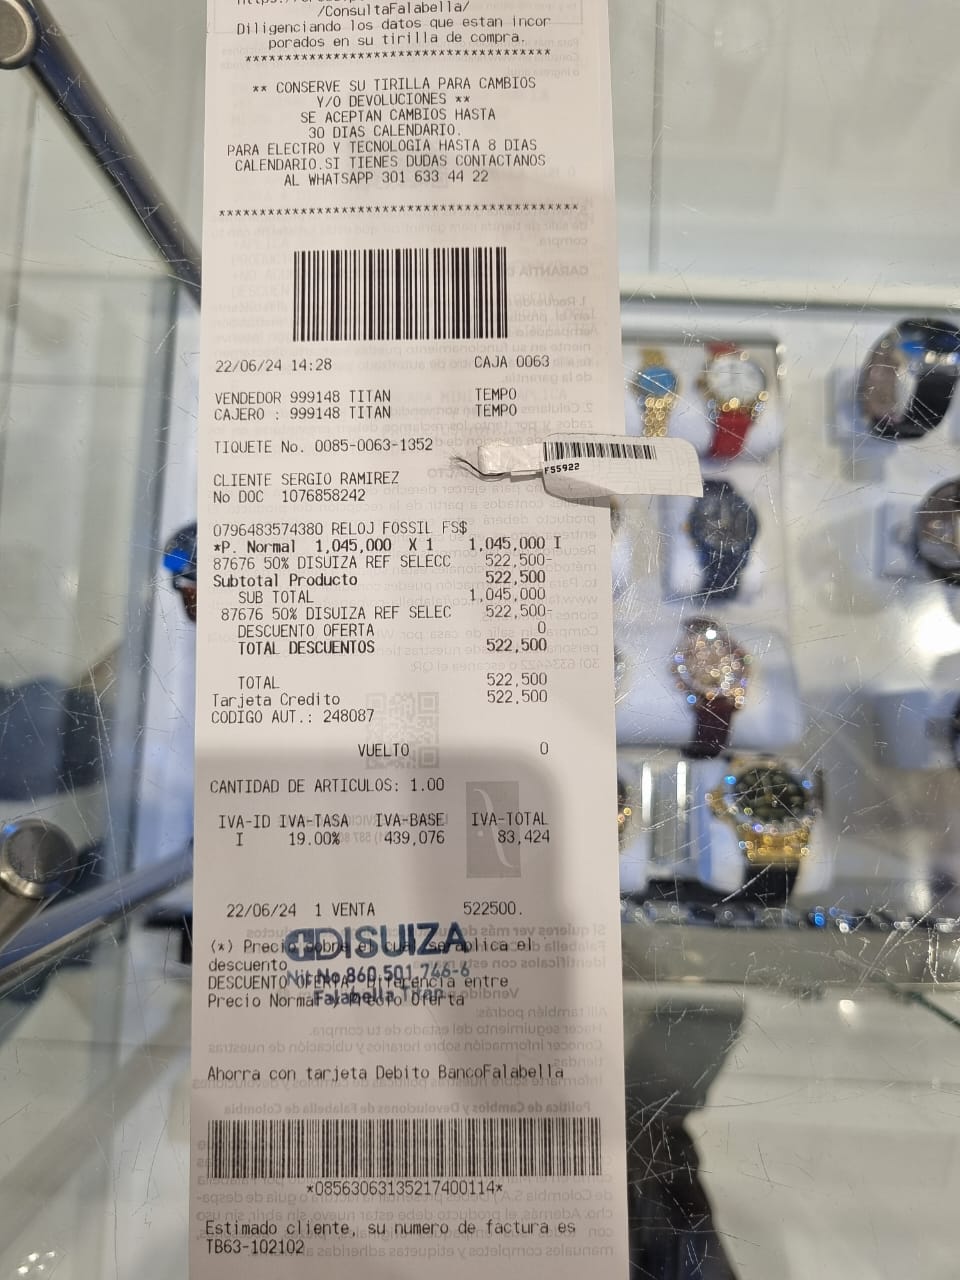 /ConsultaFalabella/
Diligenciando los datos que estan incor
porados en su tirilla de compra.
***************************************
** CONSERVE SU TIRILLA PARA CAMBIOS
Y/O DEVOLUCIONES **
SE ACEPTAN CAMBIOS HASTA
30 DIAS CALENDARIO.
PARA ELECTRO Y TECNOLOGIA HASTA 8 DIAS
CALENDARIO.SI TIENES DUDAS CONTACTANOS
AL WHATSAPP 301 633 44 22
***************************************
22/06/24 14:28 CAJA 0063
VENDEDOR 999148 TITAN TEMPO
CAJERO : 999148 TITAN TEMPO
TIQUETE No. 0085-0063-1352
FS5922
CLIENTE SERGIO RAMIREZ
No DOC 1076858242
0796483574380 RELOJ FOSSIL FS$
*P. Normal 1,045,000 X 1 1,045,000 I
87676 50% DISUIZA REF SELECC 522,500-
Subtotal Producto 522,500
SUB TOTAL 1,045,000
87676 50% DISUIZA REF SELEC 522,500-
DESCUENTO OFERTA 0
TOTAL DESCUENTOS 522,500
TOTAL 522,500
Tarjeta Credito 522,500
CODIGO AUT.: 248087
VUELTO 0
CANTIDAD DE ARTICULOS: 1.00
IVA-ID IVA-TASA IVA-BASE IVA-TOTAL
I 19.00% 439,076 83,424
22/06/24 1 VENTA 522500.
DISUIZA
(*) Precio sobre el cual se aplica el
descuento
Nit No.860.501.746-6
DESCUENTO OFERTA: Diferencia entre
Falabella Titan
Precio Normal y Precio Oferta
Ahorra con tarjeta Debito BancoFalabella
*08563063135217400114*
Estimado cliente, su numero de factura es
TB63-102102